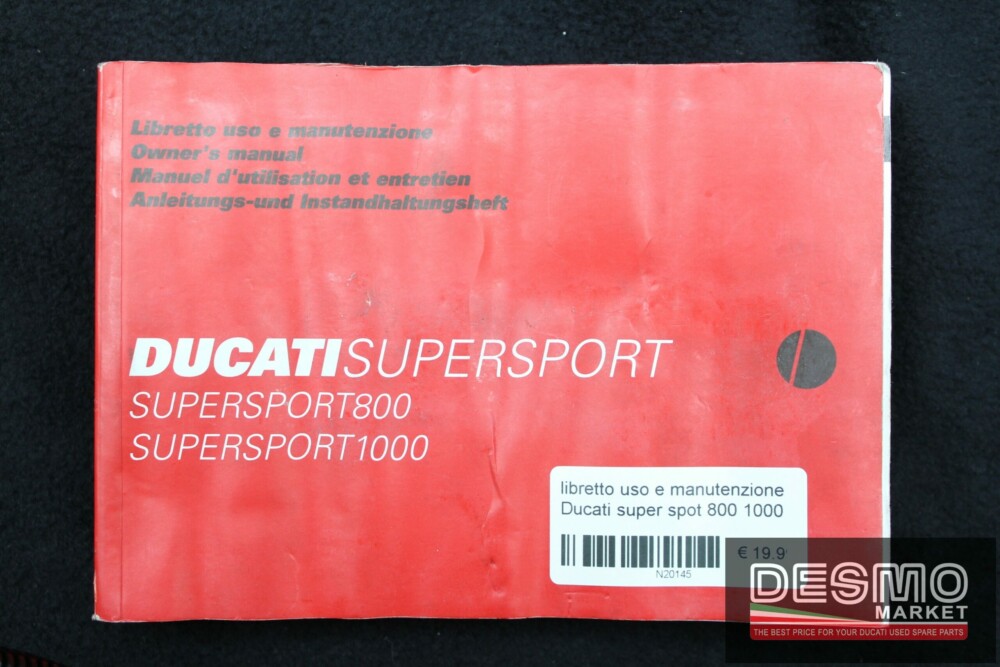 Libretto uso e manutenzione
Owner's manual
Manuel d'utilisation et entretien
Anleitungs-und Instandhaltungsheft
DUCATISUPERSPORT
SUPERSPORT800
SUPERSPORT1000
libretto uso e manutenzione
Ducati super spot 800 1000
€ 19,9
N20145
DESMO
MARKET
THE BEST PRICE FOR YOUR DUCATI USED SPARE PARTS